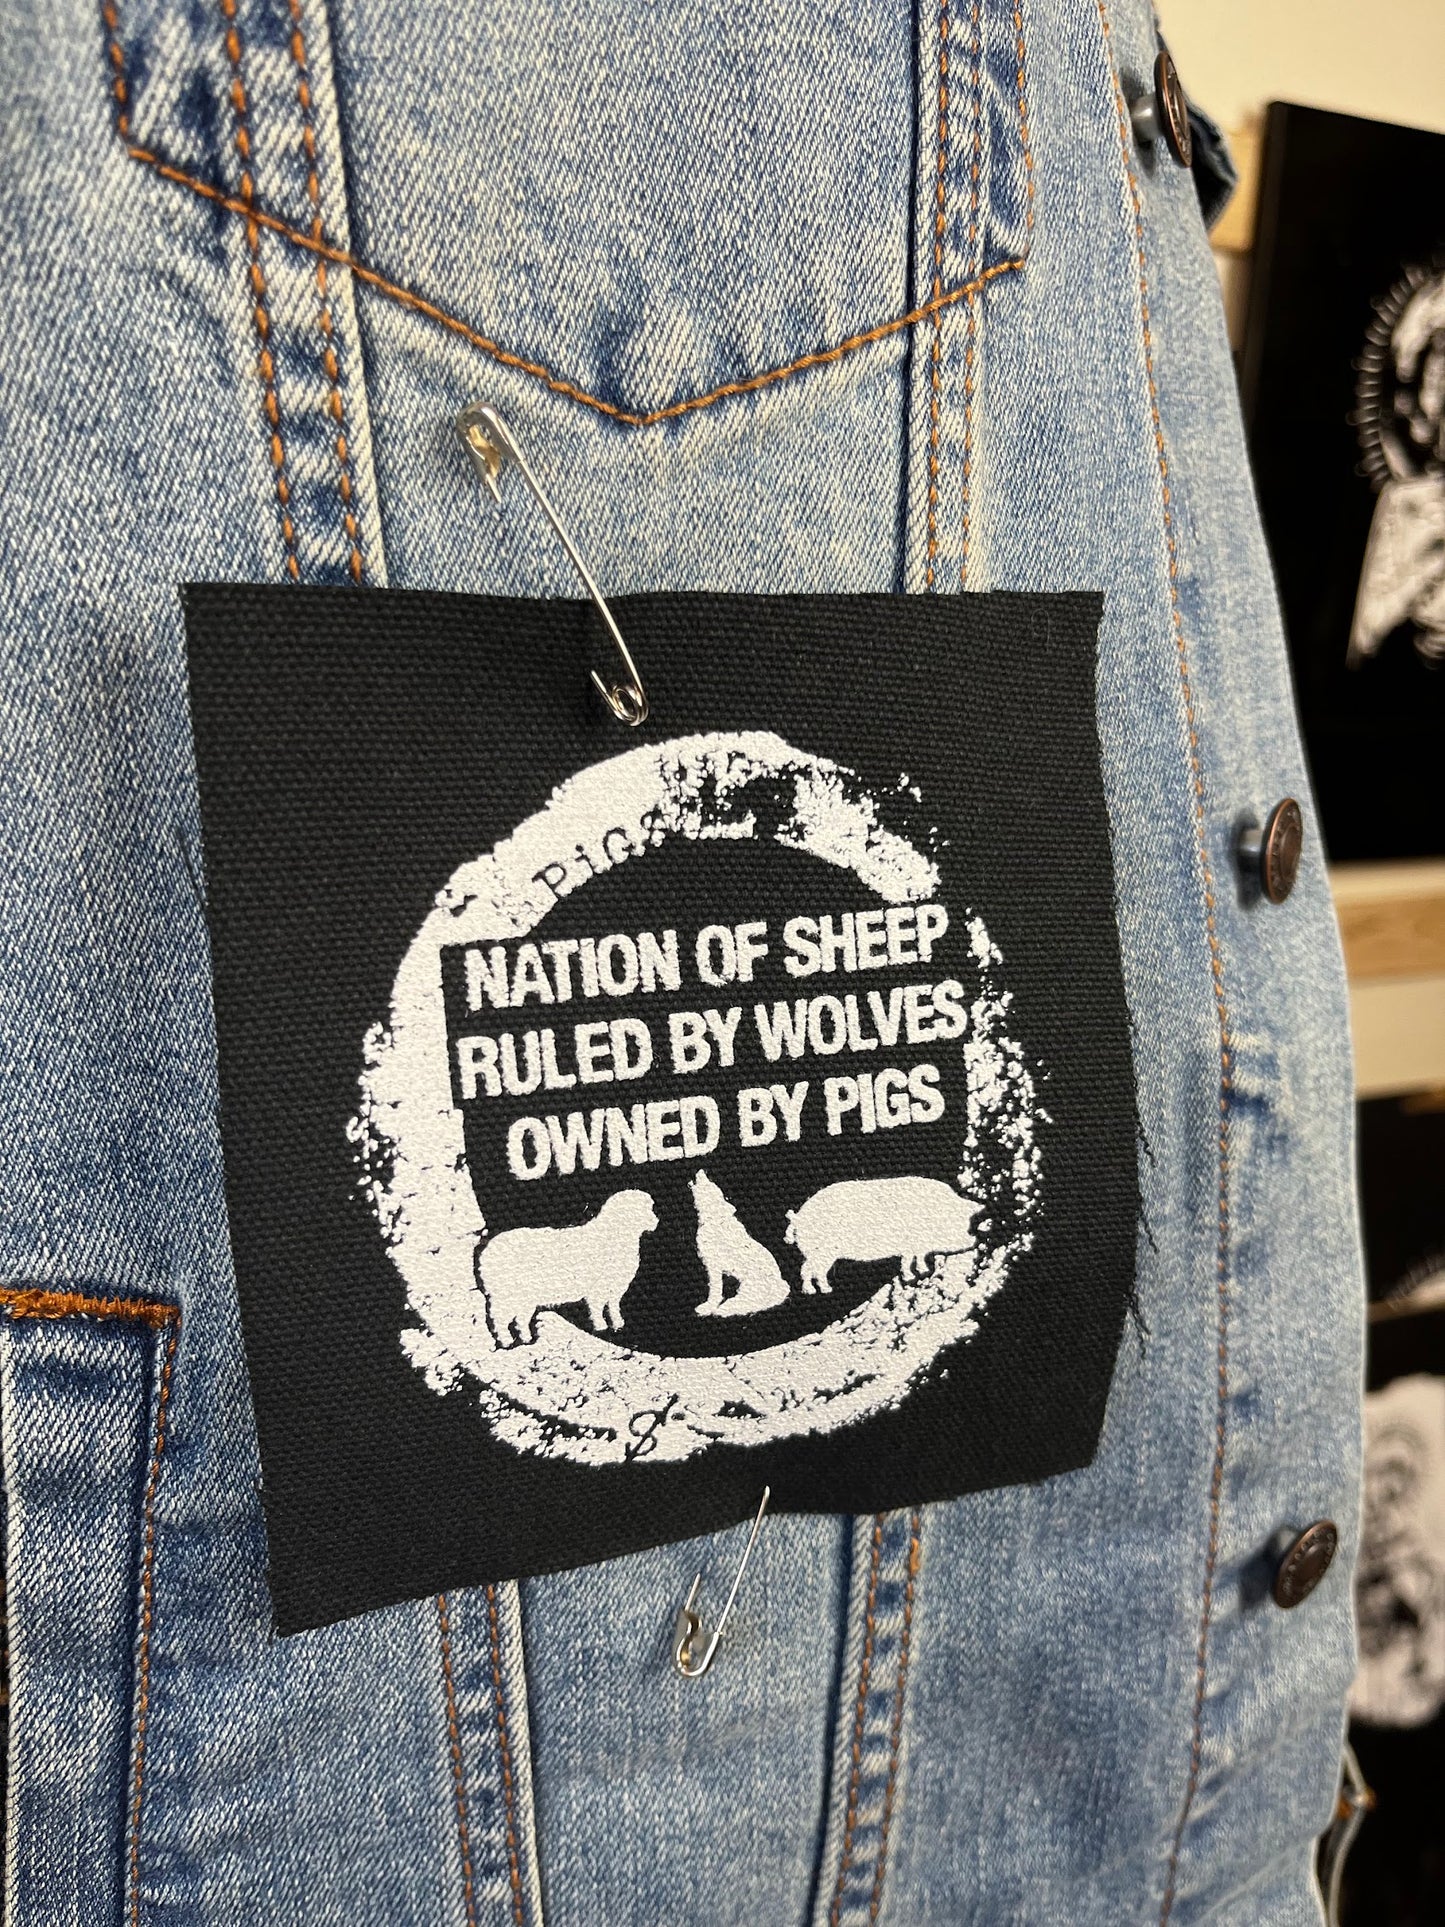 PiGS
NATION OF SHEEP
RULED BY WOLVES
OWNED BY PIGS
$